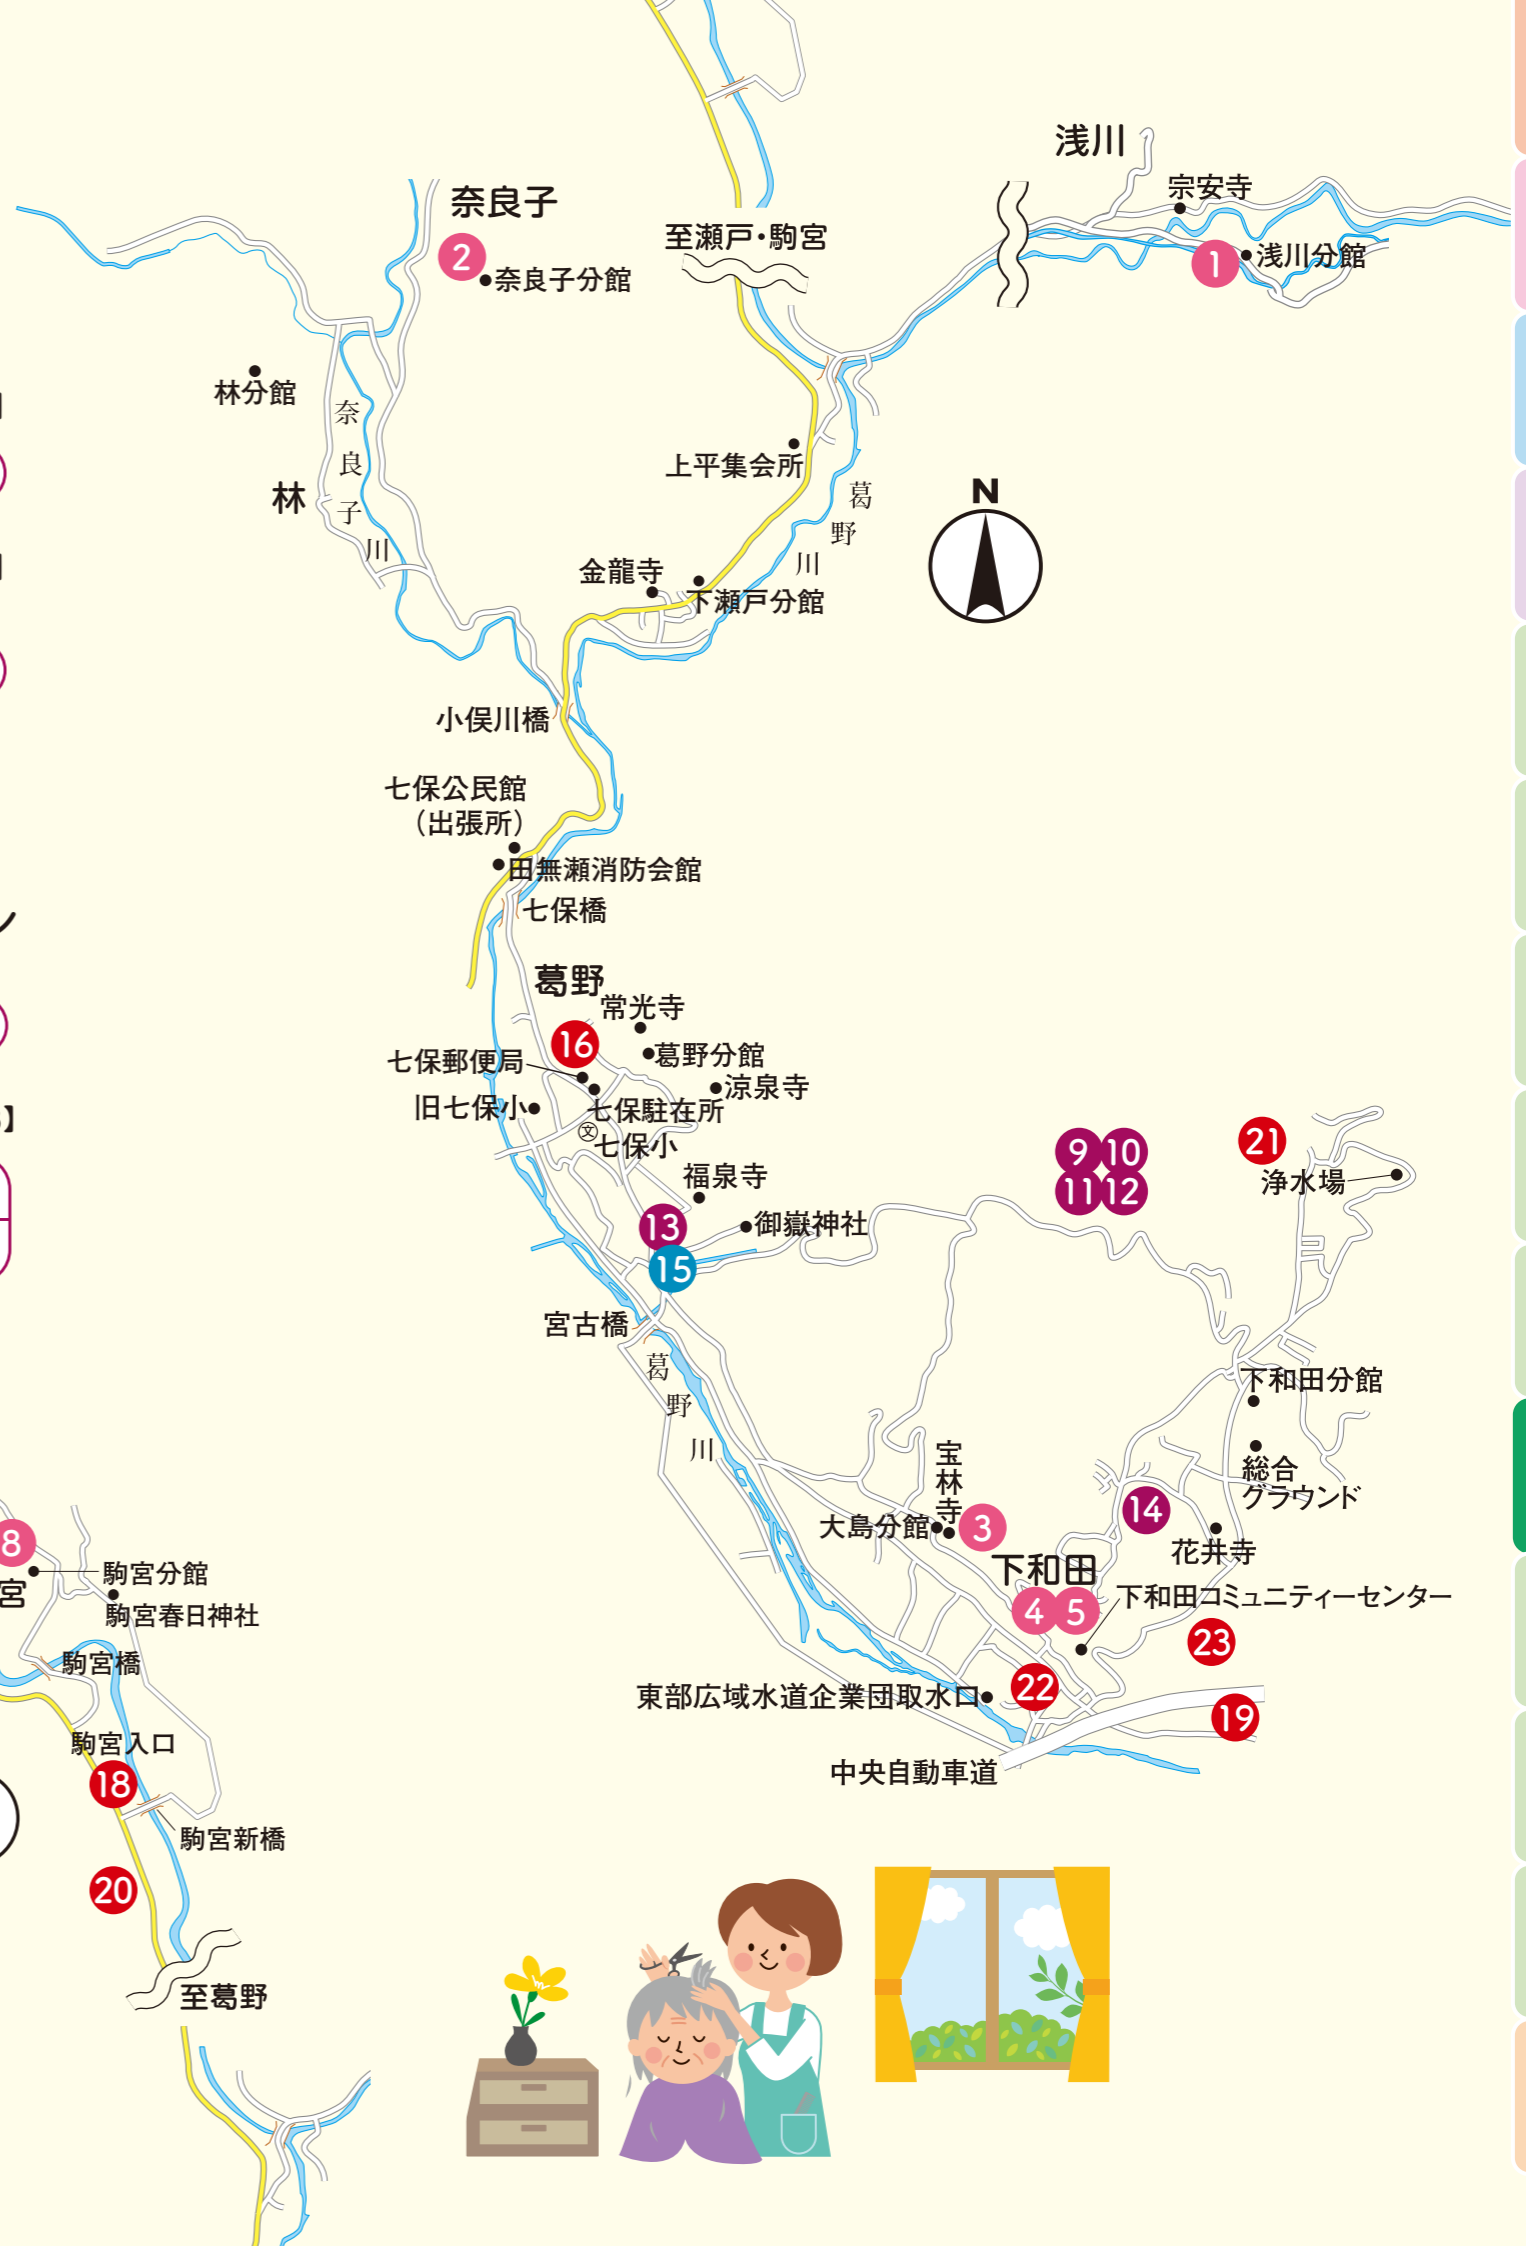 浅川
宗安寺
1
浅川分館
奈良子
2
奈良子分館
至瀬戸・駒宮
林分館
奈良子川
林
上平集会所
葛野川
N
金龍寺
下瀬戸分館
小俣川橋
七保公民館
（出張所）
田無瀬消防会館
七保橋
葛野
常光寺
16
葛野分館
七保郵便局
涼泉寺
旧七保小
七保駐在所
文
七保小
福泉寺
13
御嶽神社
15
9
10
11
12
21
浄水場
宮古橋
葛野川
下和田分館
総合
グラウンド
宝林寺
大島分館
3
14
花井寺
下和田
4
5
下和田コミュニティーセンター
23
22
東部広域水道企業団取水口
19
中央自動車道
8
駒宮分館
宮
駒宮春日神社
駒宮橋
駒宮入口
18
駒宮新橋
20
至葛野